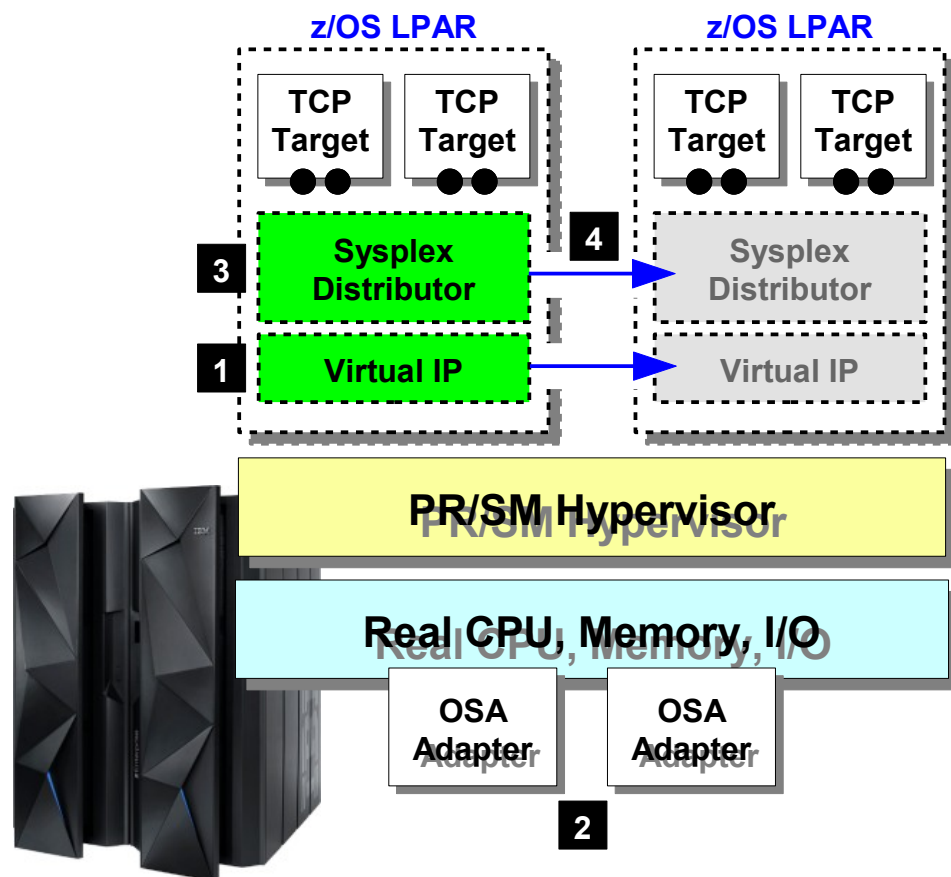 z/OS LPAR
z/OS LPAR
TCP
Target
TCP
Target
TCP
Target
TCP
Target
3
Sysplex
Distributor
4
Sysplex
Distributor
1
Virtual IP
Virtual IP
PR/SM Hypervisor
Real CPU, Memory, I/O
OSA
Adapter
OSA
Adapter
2
IBM